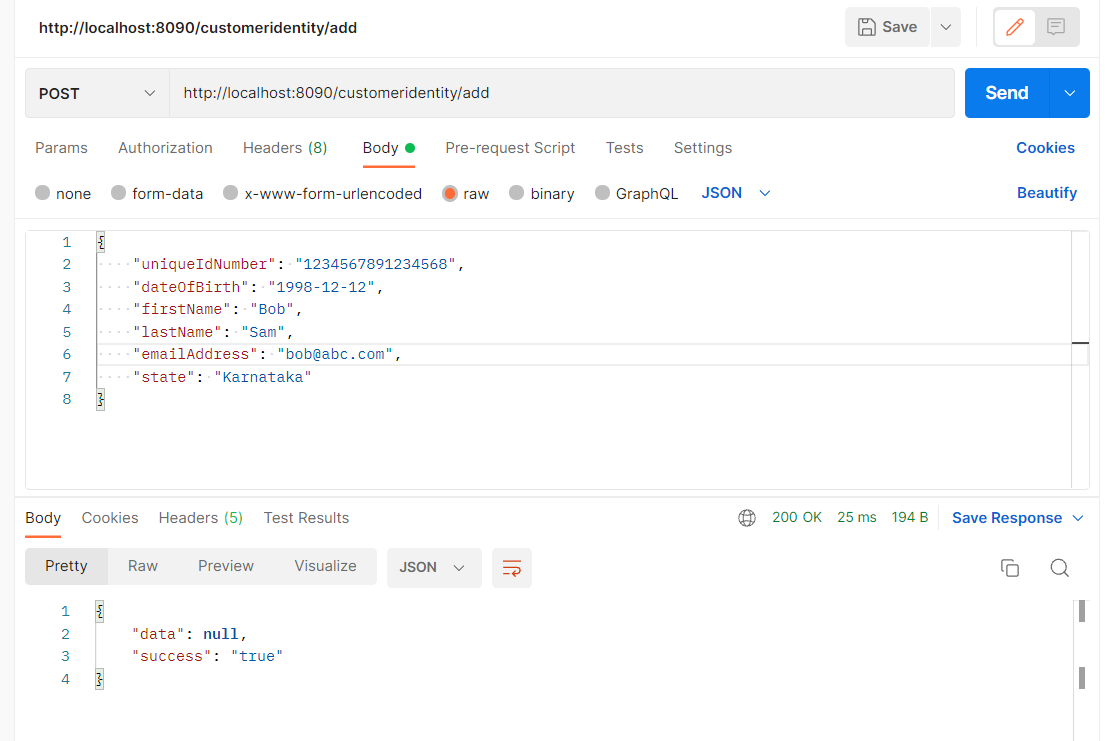 http://localhost:8090/customeridentity/add
Save
POST
http://localhost:8090/customeridentity/add
Send
Params Authorization Headers (8) Body Pre-request Script Tests Settings Cookies
none form-data x-www-form-urlencoded raw binary GraphQL JSON Beautify
1 {
2 "uniqueIdNumber": "1234567891234568",
3 "dateOfBirth": "1998-12-12",
4 "firstName": "Bob",
5 "lastName": "Sam",
6 "emailAddress": "bob@abc.com",
7 "state": "Karnataka"
8 }
Body Cookies Headers (5) Test Results 200 OK 25 ms 194 B Save Response
Pretty Raw Preview Visualize JSON
1 {
2 "data": null,
3 "success": "true"
4 }